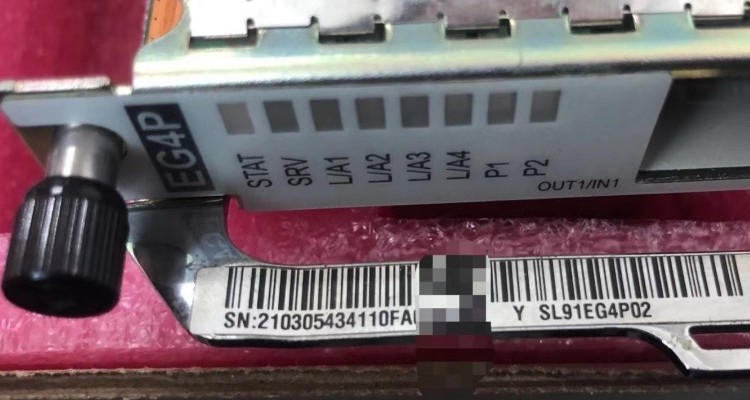 EG4P
STAT
SRV
L/A1
L/A2
L/A3
L/A4
P1
P2
OUT1/IN1
SN:210305434110FA
Y SL91EG4P02